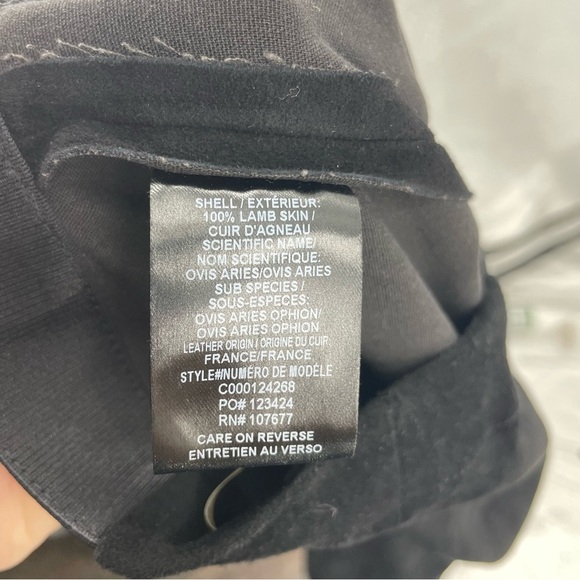 SHELL / EXTÉRIEUR:
100% LAMB SKIN /
CUIR D'AGNEAU
SCIENTIFIC NAME/
NOM SCIENTIFIQUE:
OVIS ARIES/OVIS ARIES
SUB SPECIES /
SOUS-ESPECES:
OVIS ARIES OPHION/
OVIS ARIES OPHION/
LEATHER ORIGIN / ORIGINE DU CUIR
FRANCE/FRANCE
STYLE#/NUMÉRO DE MODÈLE
C000124268
PO# 123424
RN# 107677
CARE ON REVERSE
ENTRETIEN AU VERSO